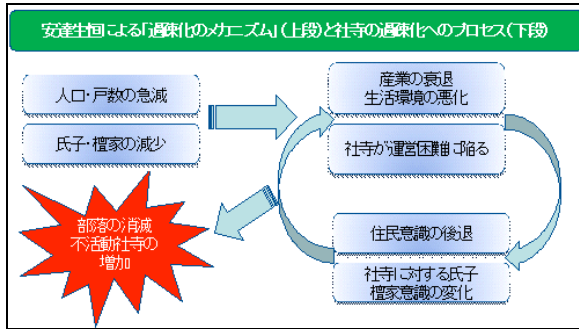 安達生恒による「過疎化のメカニズム」(上段)と社寺の過疎化へのプロセス(下段)
人口・戸数の急減
氏子・檀家の減少
産業の衰退
生活環境の悪化
社寺が運営困難に陥る
住民意識の後退
社寺に対する氏子
檀家意識の変化
部落の消滅
不活動社寺の
増加